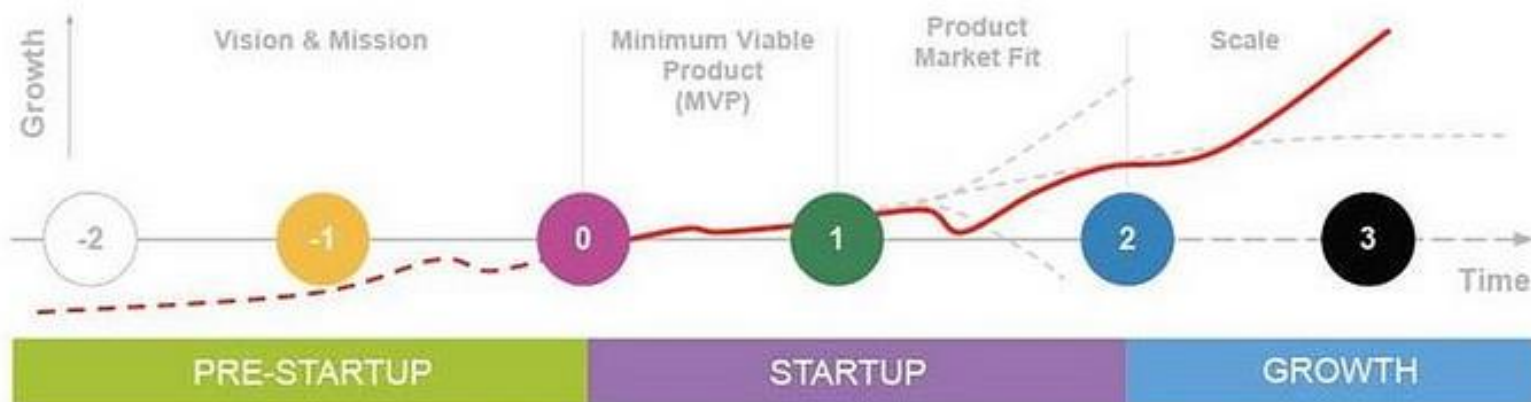 Growth
Vision & Mission
Minimum Viable
Product
(MVP)
Product
Market Fit
Scale
-2
-1
0
1
2
3
Time
PRE-STARTUP
STARTUP
GROWTH